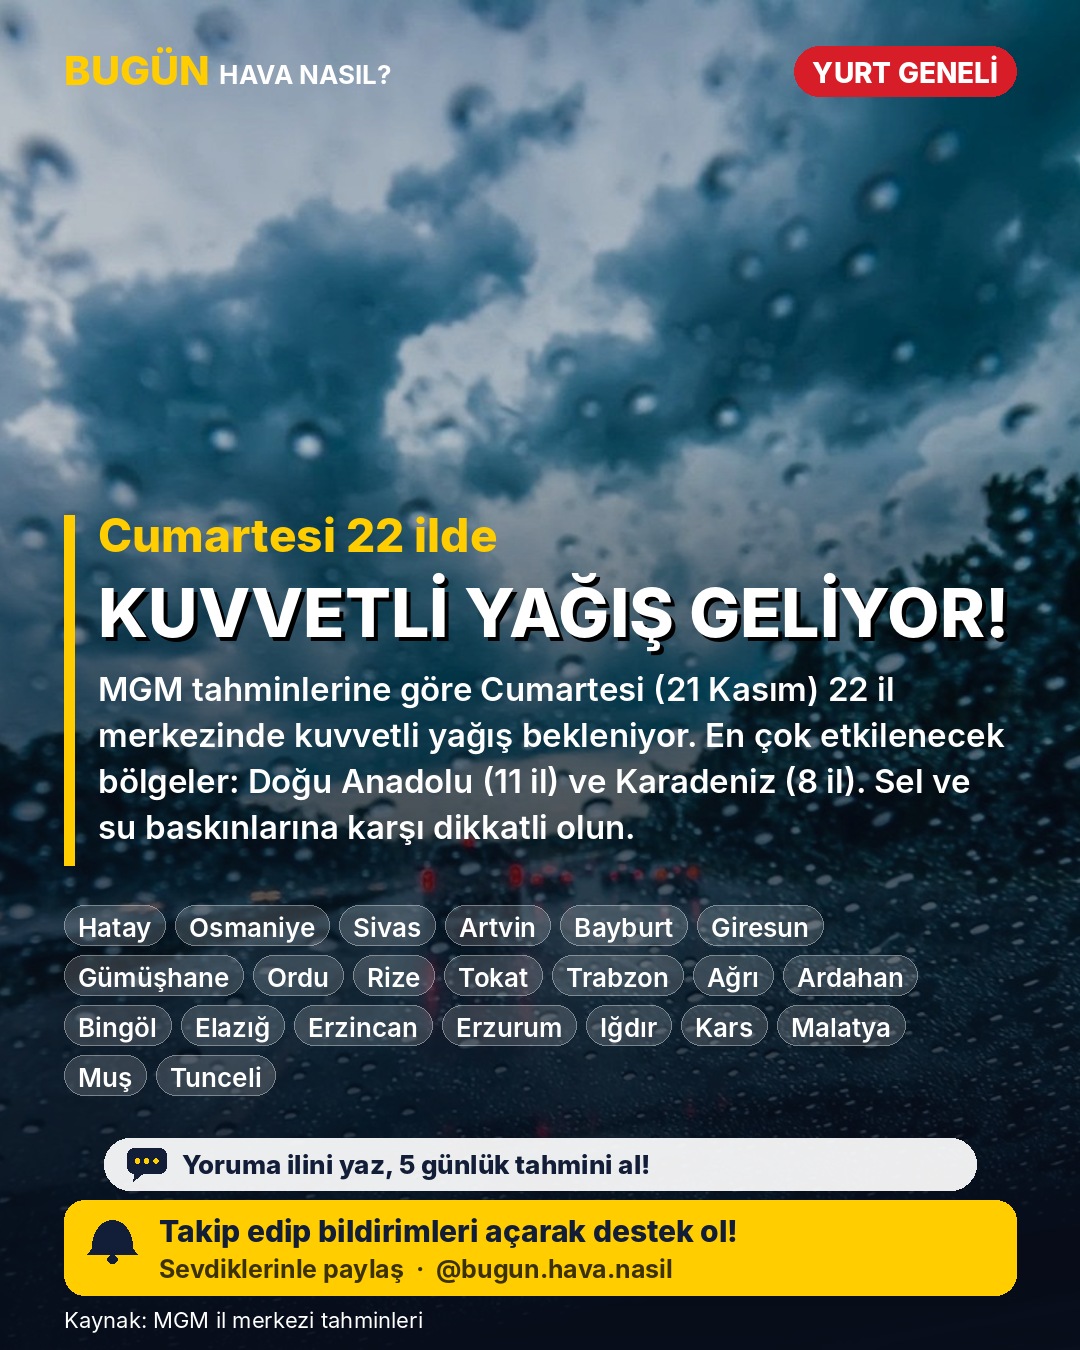 BUGÜN HAVA NASIL?
YURT GENELİ
Cumartesi 22 ilde
KUVVETLİ YAĞIŞ GELİYOR!
MGM tahminlerine göre Cumartesi (21 Kasım) 22 il
merkezinde kuvvetli yağış bekleniyor. En çok etkilenecek
bölgeler: Doğu Anadolu (11 il) ve Karadeniz (8 il). Sel ve
su baskınlarına karşı dikkatli olun.
Hatay Osmaniye Sivas Artvin Bayburt Giresun
Gümüşhane Ordu Rize Tokat Trabzon Ağrı Ardahan
Bingöl Elazığ Erzincan Erzurum Iğdır Kars Malatya
Muş Tunceli
Yoruma ilini yaz, 5 günlük tahmini al!
Takip edip bildirimleri açarak destek ol!
Sevdiklerinle paylaş · @bugun.hava.nasil
Kaynak: MGM il merkezi tahminleri